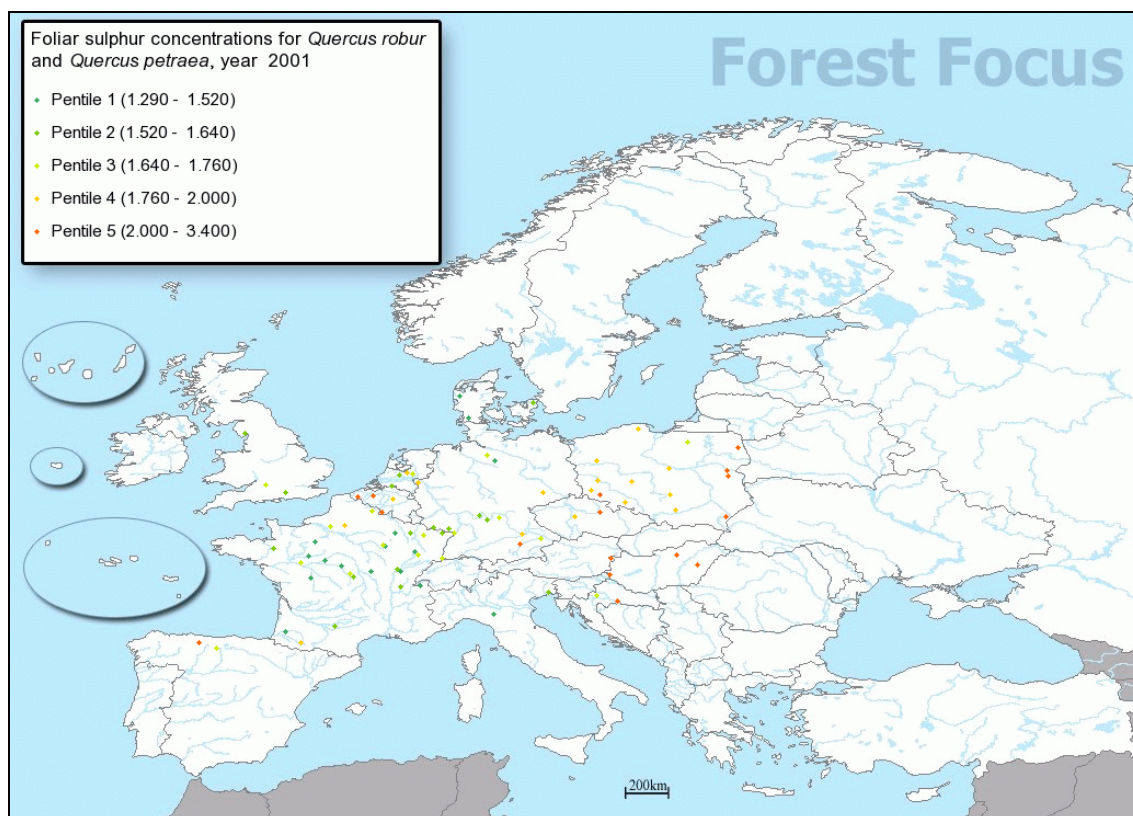 Foliar sulphur concentrations for Quercus robur
and Quercus petraea, year 2001
Pentile 1 (1.290 - 1.520)
Pentile 2 (1.520 - 1.640)
Pentile 3 (1.640 - 1.760)
Pentile 4 (1.760 - 2.000)
Pentile 5 (2.000 - 3.400)
Forest Focus
200km